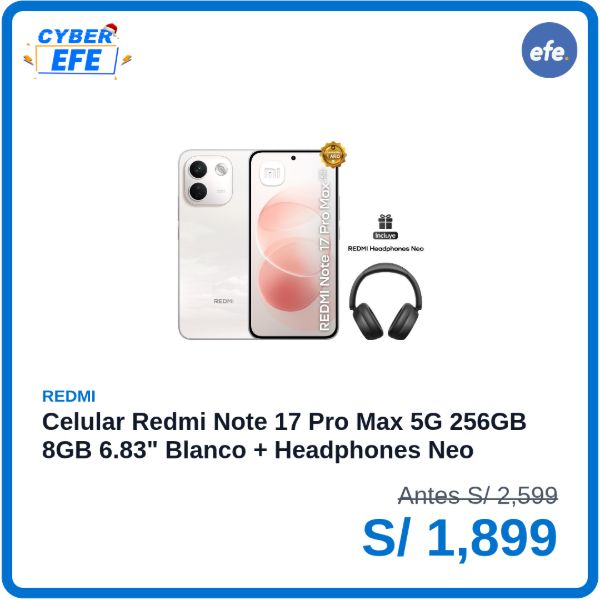 CYBER
EFE
efe.
REDMI Note 17 Pro Max
REDMI
Incluye
REDMI Headphones Neo
REDMI
Celular Redmi Note 17 Pro Max 5G 256GB
8GB 6.83" Blanco + Headphones Neo
Antes S/ 2,599
S/ 1,899